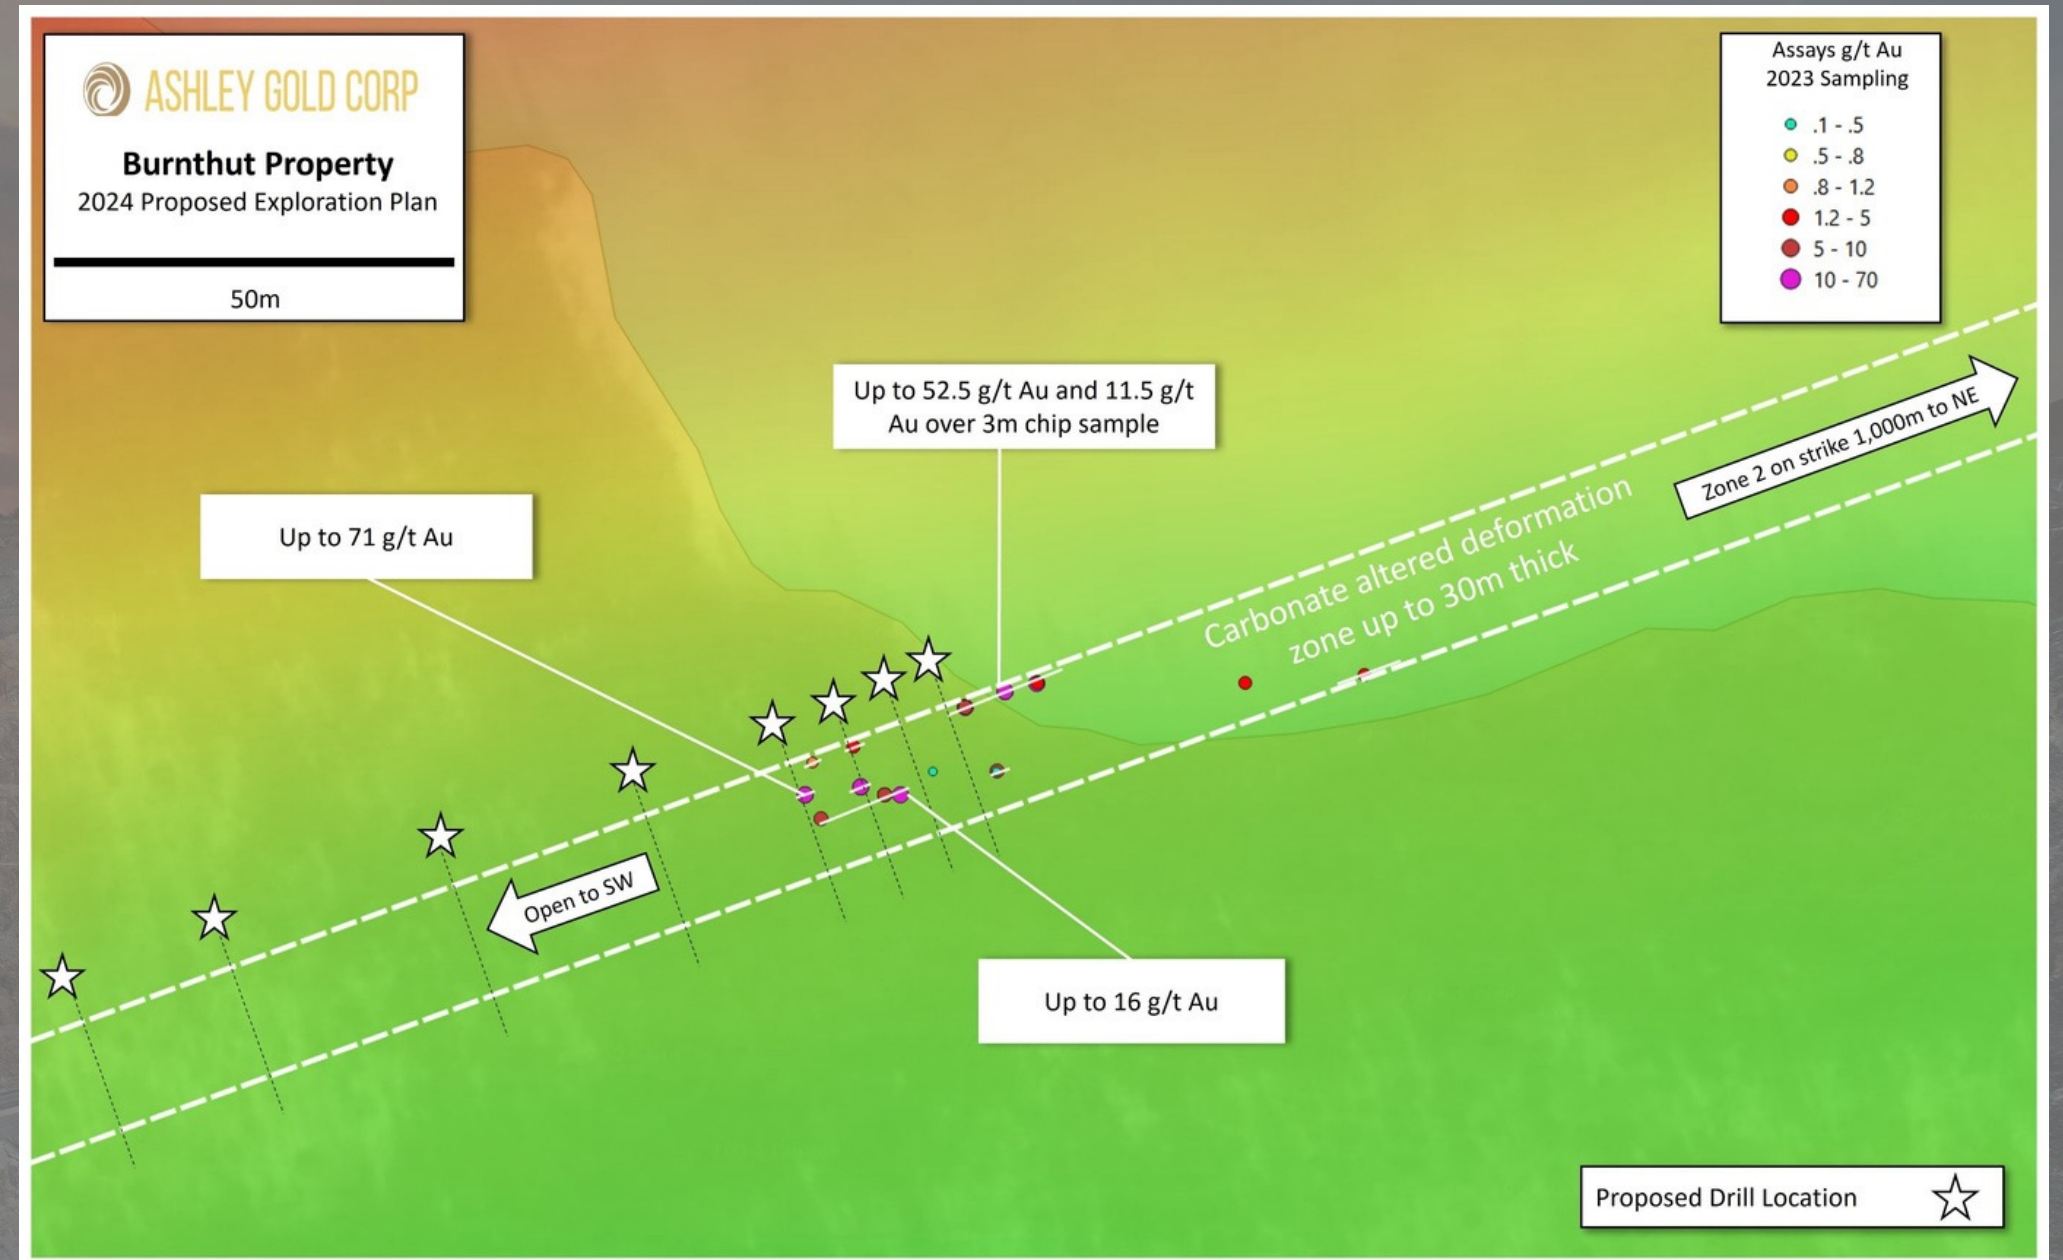 ASHLEY GOLD CORP
Burnthut Property
2024 Proposed Exploration Plan
50m
Assays g/t Au
2023 Sampling
.1 - .5
.5 - .8
.8 - 1.2
1.2 - 5
5 - 10
10 - 70
Up to 52.5 g/t Au and 11.5 g/t
Au over 3m chip sample
Zone 2 on strike 1,000m to NE
Carbonate altered deformation
zone up to 30m thick
Up to 71 g/t Au
Open to SW
Up to 16 g/t Au
Proposed Drill Location